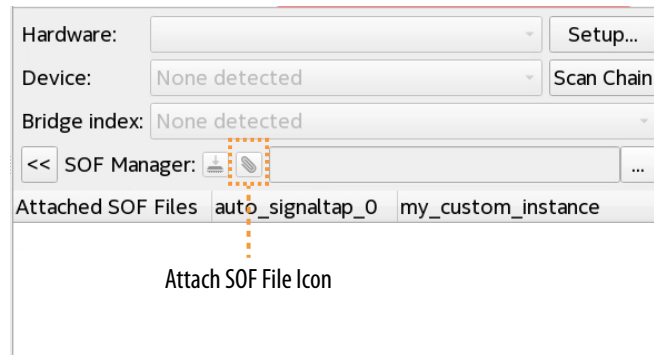 Hardware: Setup...
Device: None detected Scan Chain
Bridge index: None detected
<< SOF Manager: ...
Attached SOF Files auto_signaltap_0 my_custom_instance
Attach SOF File Icon